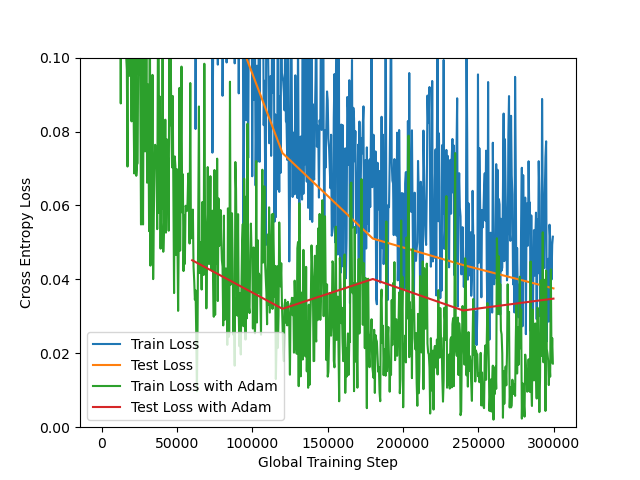 0.10
0.08
0.06
0.04
0.02
0.00
Cross Entropy Loss
Train Loss
Test Loss
Train Loss with Adam
Test Loss with Adam
0 50000 100000 150000 200000 250000 300000
Global Training Step